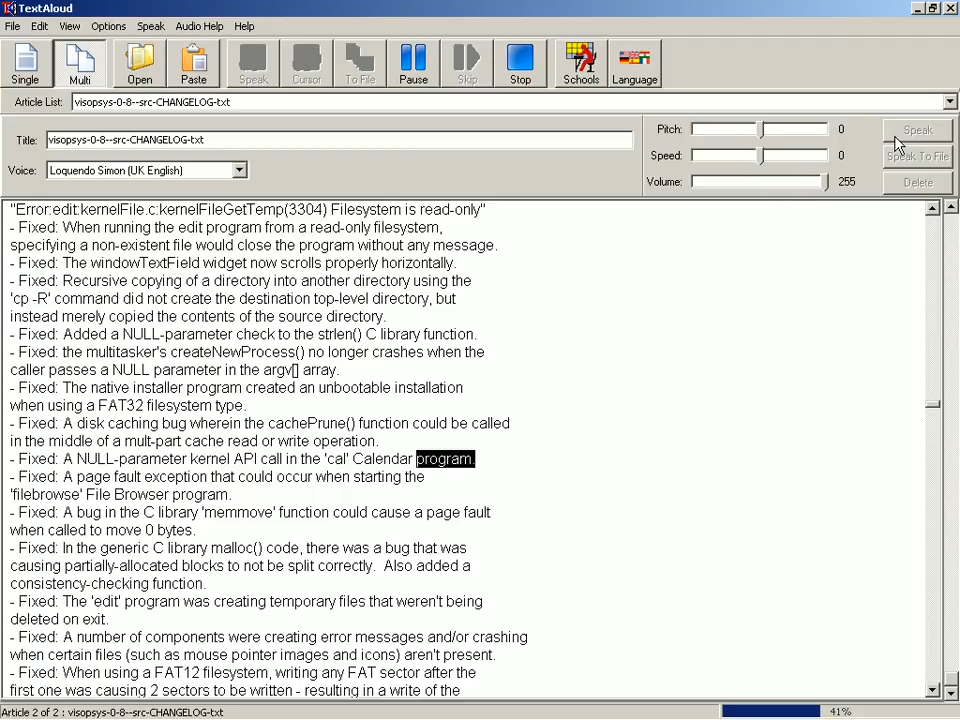 TextAloud
File Edit View Options Speak Audio Help Help
Single Multi Open Paste Speak Cursor To File Pause Skip Stop Schools Language
Article List: visopsys-0-8--src-CHANGELOG-txt
Title: visopsys-0-8--src-CHANGELOG-txt
Voice: Loquendo Simon (UK English)
Pitch: 0 Speak
Speed: 0 Speak To File
Volume: 255 Delete
"Error:edit:kernelFile.c:kernelFileGetTemp(3304) Filesystem is read-only"
- Fixed: When running the edit program from a read-only filesystem,
specifying a non-existent file would close the program without any message.
- Fixed: The windowTextField widget now scrolls properly horizontally.
- Fixed: Recursive copying of a directory into another directory using the
'cp -R' command did not create the destination top-level directory, but
instead merely copied the contents of the source directory.
- Fixed: Added a NULL-parameter check to the strlen() C library function.
- Fixed: the multitasker's createNewProcess() no longer crashes when the
caller passes a NULL parameter in the argv[] array.
- Fixed: The native installer program created an unbootable installation
when using a FAT32 filesystem type.
- Fixed: A disk caching bug wherein the cachePrune() function could be called
in the middle of a mult-part cache read or write operation.
- Fixed: A NULL-parameter kernel API call in the 'cal' Calendar program.
- Fixed: A page fault exception that could occur when starting the
'filebrowse' File Browser program.
- Fixed: A bug in the C library 'memmove' function could cause a page fault
when called to move 0 bytes.
- Fixed: In the generic C library malloc() code, there was a bug that was
causing partially-allocated blocks to not be split correctly.  Also added a
consistency-checking function.
- Fixed: The 'edit' program was creating temporary files that weren't being
deleted on exit.
- Fixed: A number of components were creating error messages and/or crashing
when certain files (such as mouse pointer images and icons) aren't present.
- Fixed: When using a FAT12 filesystem, writing any FAT sector after the
first one was causing 2 sectors to be written - resulting in a write of the
Article 2 of 2 : visopsys-0-8--src-CHANGELOG-txt 41%